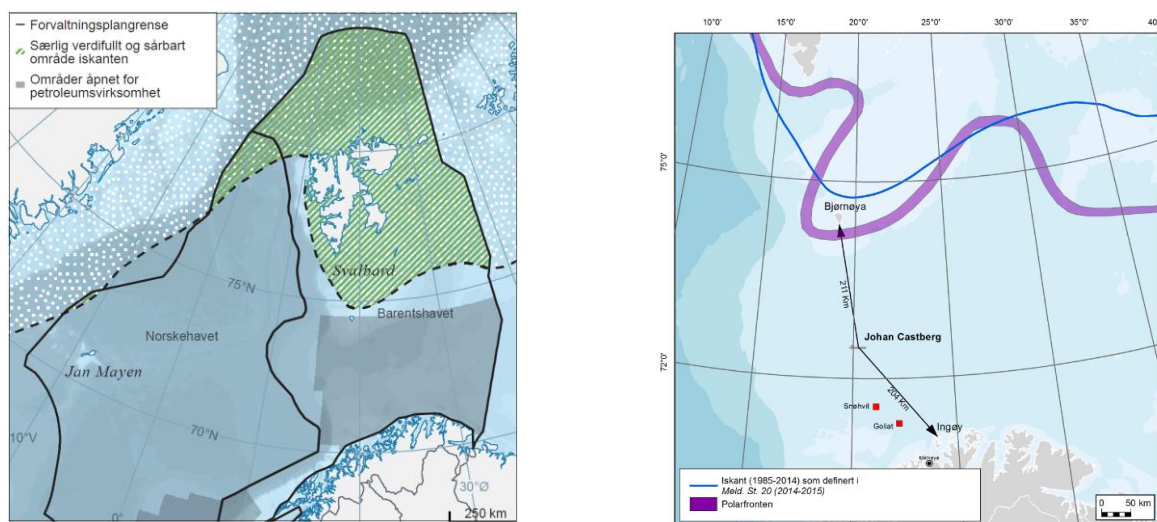 Forvaltningsplangrense
Særlig verdifullt og sårbart
område iskanten
Områder åpnet for
petroleumsvirksomhet
Svalbard
75°N
Barentshavet
Norskehavet
Jan Mayen
70°N
10°V
0°
30°Ø
250 km
10°0'
15°0'
20°0'
25°0'
30°0'
35°0'
40
75°0'
Bjørnøya
211 Km
Johan Castberg
72°0'
204 Km
Snøhvit
Goliat
Ingøy
Iskant (1985-2014) som definert i
Meld. St. 20 (2014-2015)
Polarfronten
0
50 km